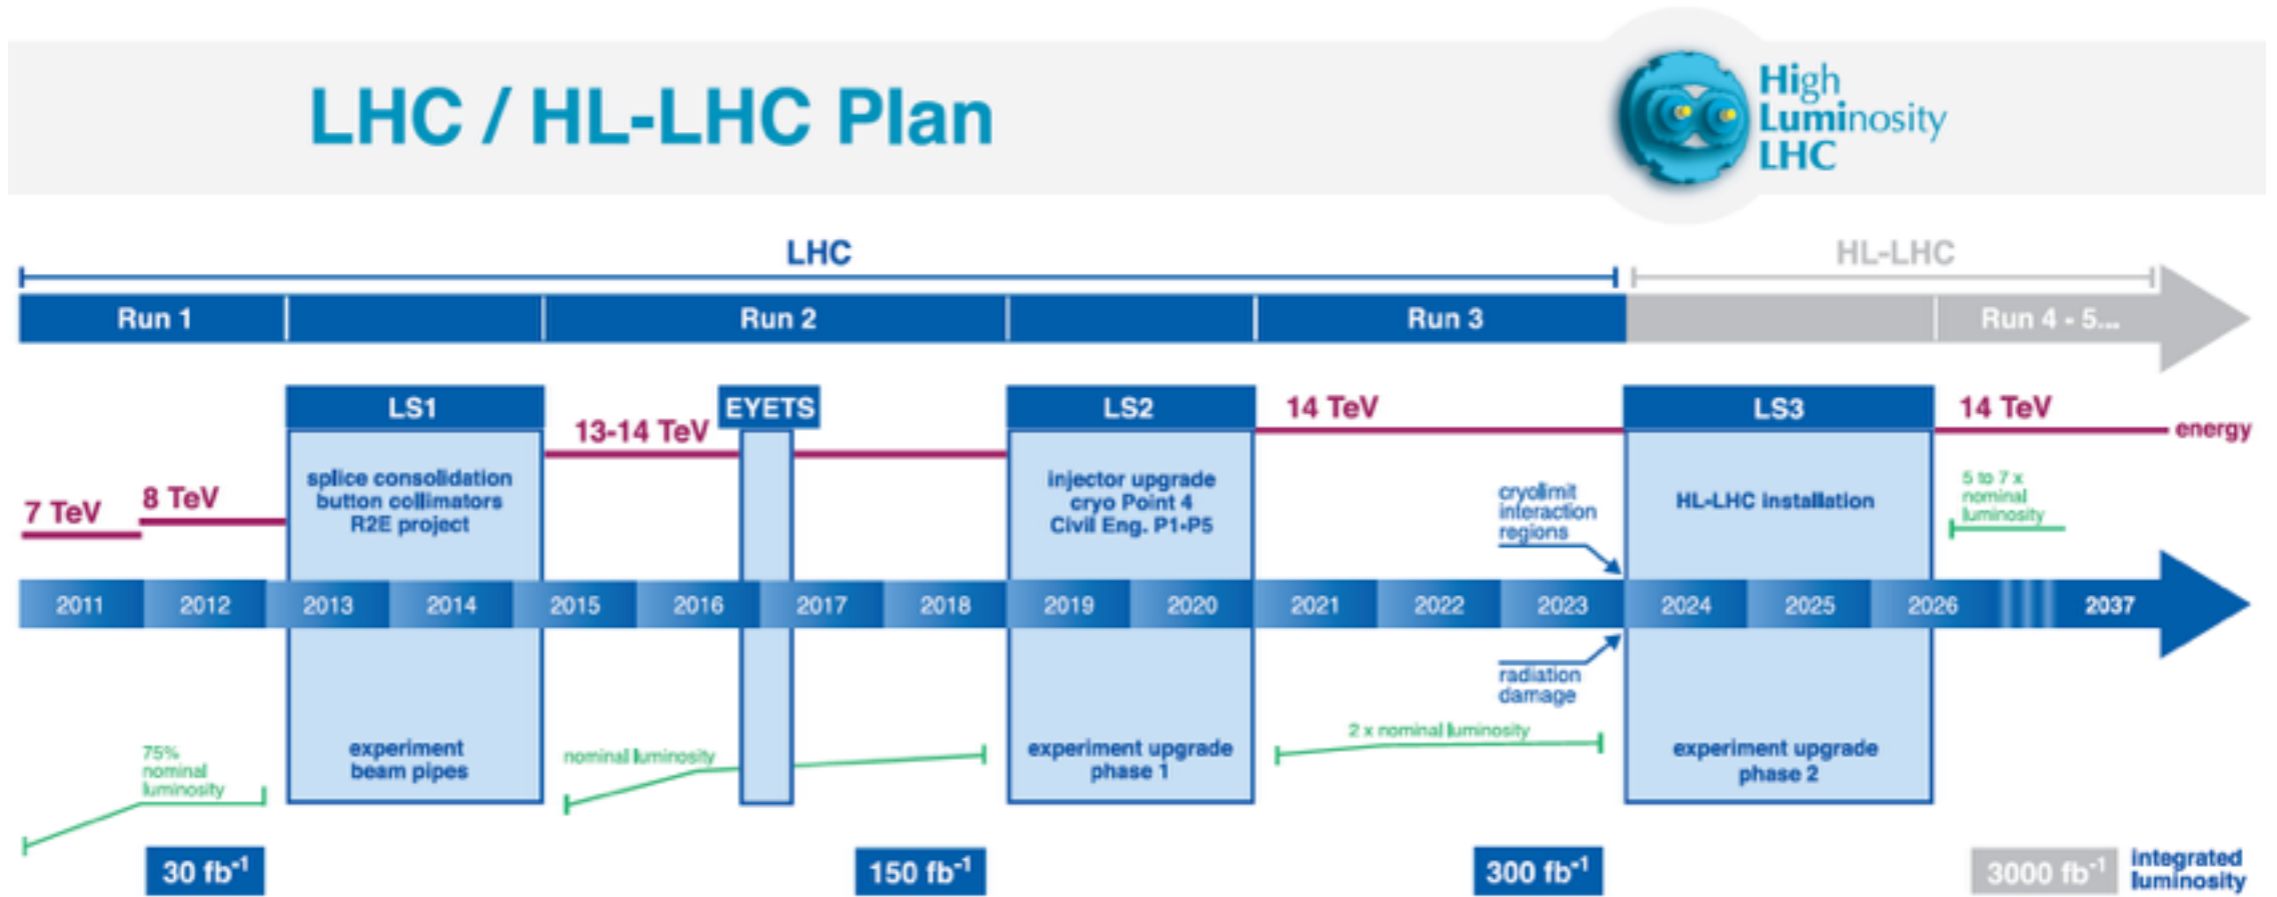 LHC / HL-LHC Plan
High
Luminosity
LHC
LHC
HL-LHC
Run 1
Run 2
Run 3
Run 4 - 5...
LS1
EYETS
LS2
14 TeV
LS3
14 TeV
13-14 TeV
energy
7 TeV
8 TeV
splice consolidation
button collimators
R2E project
injector upgrade
cryo Point 4
Civil Eng. P1-P5
cryolimit
interaction
regions
HL-LHC installation
5 to 7 x
nominal
luminosity
2011
2012
2013
2014
2015
2016
2017
2018
2019
2020
2021
2022
2023
2024
2025
2026
2037
radiation
damage
75%
nominal
luminosity
experiment
beam pipes
nominal luminosity
experiment upgrade
phase 1
2 x nominal luminosity
experiment upgrade
phase 2
30 fb⁻¹
150 fb⁻¹
300 fb⁻¹
3000 fb⁻¹
integrated
luminosity